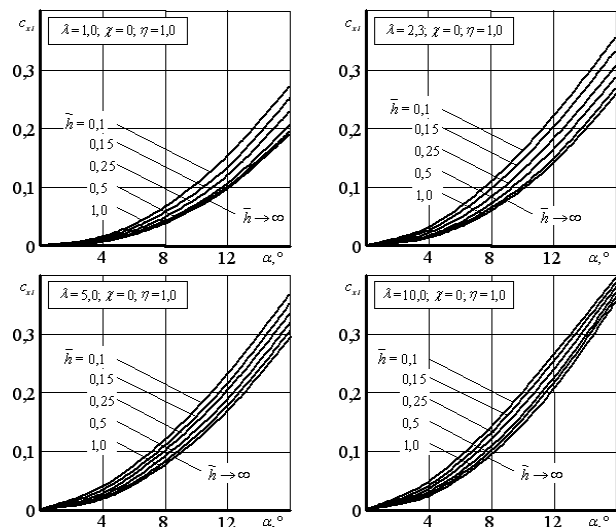 c_xi
λ = 1,0; χ = 0; η = 1,0
0,3
h̄ = 0,1
0,2
0,15
0,25
0,1
0,5
1,0
h̄ → ∞
0
4
8
12
α,°
c_xi
λ = 2,3; χ = 0; η = 1,0
0,3
h̄ = 0,1
0,2
0,15
0,25
0,5
0,1
1,0
h̄ → ∞
0
4
8
12
α,°
c_xi
λ = 5,0; χ = 0; η = 1,0
0,3
h̄ = 0,1
0,15
0,2
0,25
0,5
0,1
1,0
h̄ → ∞
0
4
8
12
α,°
c_xi
λ = 10,0; χ = 0; η = 1,0
0,3
h̄ = 0,1
0,15
0,2
0,25
0,5
1,0
0,1
h̄ → ∞
0
4
8
12
α,°